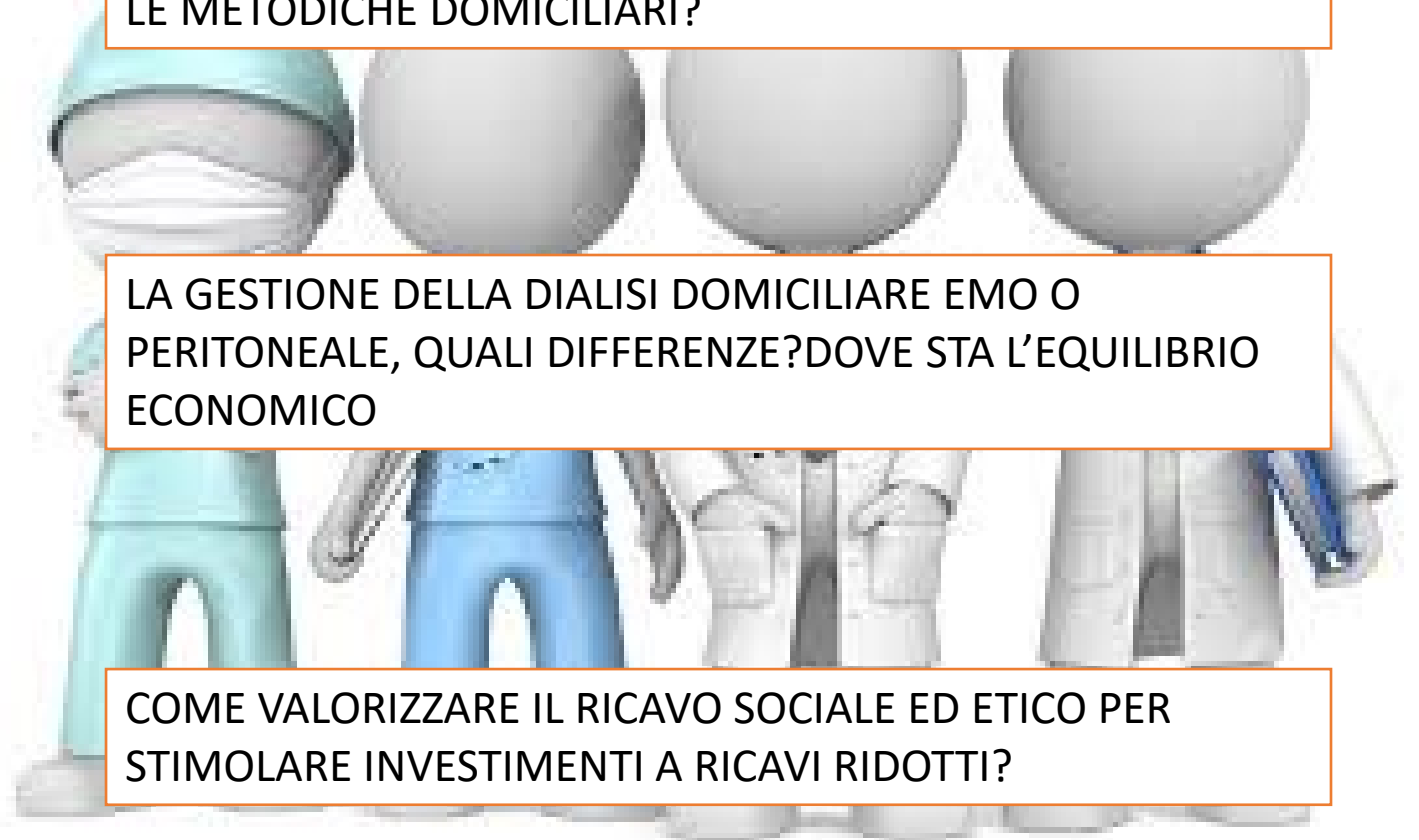 LE METODICHE DOMICILIARI?
LA GESTIONE DELLA DIALISI DOMICILIARE EMO O
PERITONEALE, QUALI DIFFERENZE?DOVE STA L’EQUILIBRIO
ECONOMICO
COME VALORIZZARE IL RICAVO SOCIALE ED ETICO PER
STIMOLARE INVESTIMENTI A RICAVI RIDOTTI?